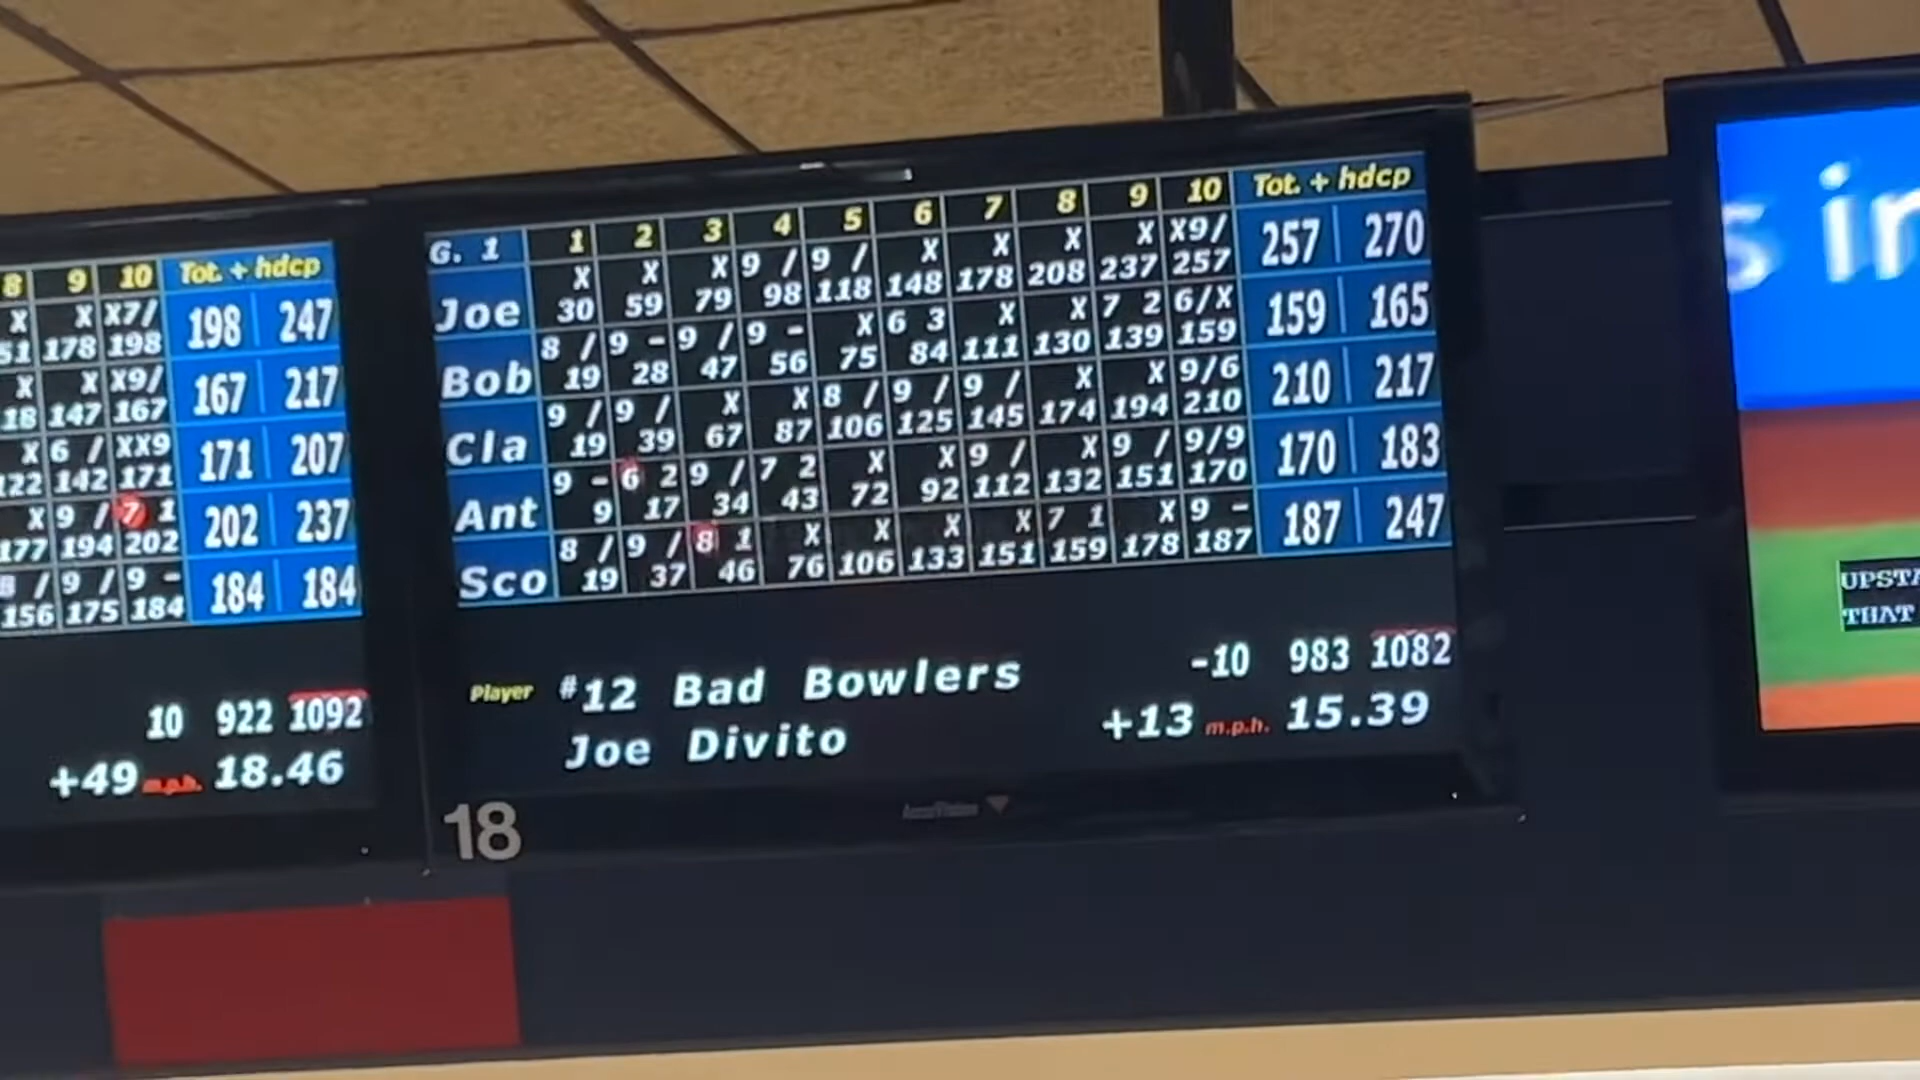 8 9 10 Tot. + hdcp
X X X7/ 198 247
51 178 198
X X X9/ 167 217
18 147 167
X 6 / XX9 171 207
122 142 171
X 9 / 7 1 202 237
177 194 202
8 / 9 / 9 - 184 184
156 175 184
10 922 1092
+49 m.p.h. 18.46
G. 1 1 2 3 4 5 6 7 8 9 10 Tot. + hdcp
X X X 9 / 9 / X X X X X9/
Joe 30 59 79 98 118 148 178 208 237 257 257 270
8 / 9 - 9 / 9 - X 6 3 X X 7 2 6/X
Bob 19 28 47 56 75 84 111 130 139 159 159 165
9 / 9 / X X 8 / 9 / 9 / X X 9/6
Cla 19 39 67 87 106 125 145 174 194 210 210 217
9 - 6 2 9 / 7 2 X X 9 / X 9 / 9/9
Ant 9 17 34 43 72 92 112 132 151 170 170 183
8 / 9 / 8 1 X X X X 7 1 X 9 -
Sco 19 37 46 76 106 133 151 159 178 187 187 247
Player #12 Bad Bowlers -10 983 1082
Joe Divito +13 m.p.h. 15.39
18
s in
UPSTA
THAT